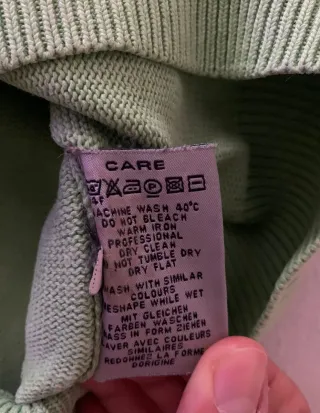 CARE
MACHINE WASH 40°C
DO NOT BLEACH
WARM IRON
PROFESSIONAL
DRY CLEAN
NOT TUMBLE DRY
DRY FLAT
WASH WITH SIMILAR
COLOURS
RESHAPE WHILE WET
MIT GLEICHEN
FARBEN WASCHEN
NASS IN FORM ZIEHEN
LAVER AVEC COULEURS
SIMILAIRES
REDONNEZ LA FORME
DORIGINE